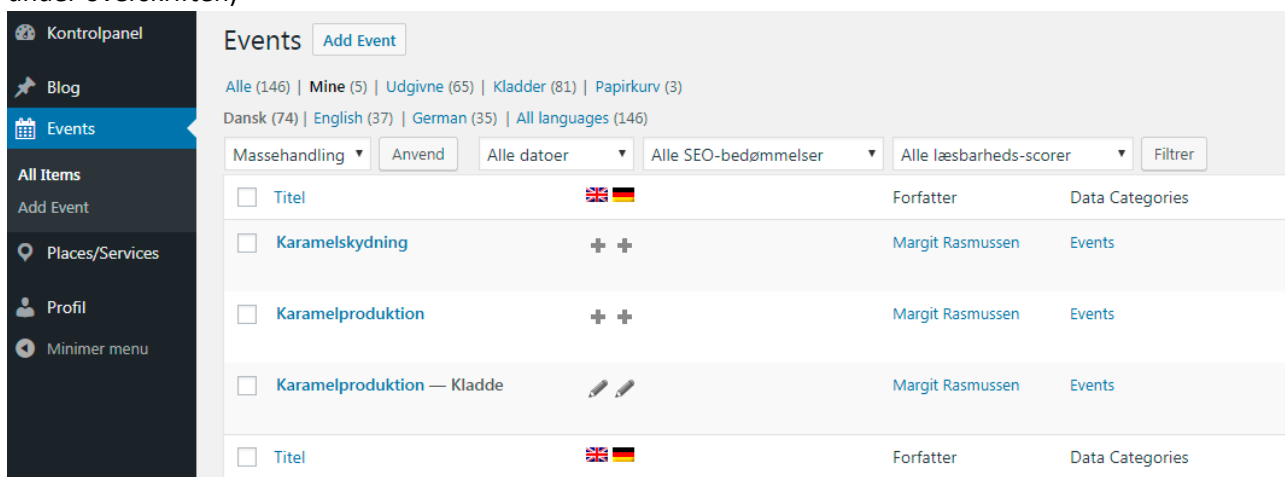 under overskriften)
Kontrolpanel
Blog
Events
All Items
Add Event
Places/Services
Profil
Minimer menu
Events Add Event
Alle (146) | Mine (5) | Udgivne (65) | Kladder (81) | Papirkurv (3)
Dansk (74) | English (37) | German (35) | All languages (146)
Massehandling Anvend Alle datoer Alle SEO-bedømmelser Alle læsbarheds-scorer Filtrer
Titel Forfatter Data Categories
Karamelskydning Margit Rasmussen Events
Karamelproduktion Margit Rasmussen Events
Karamelproduktion — Kladde Margit Rasmussen Events
Titel Forfatter Data Categories